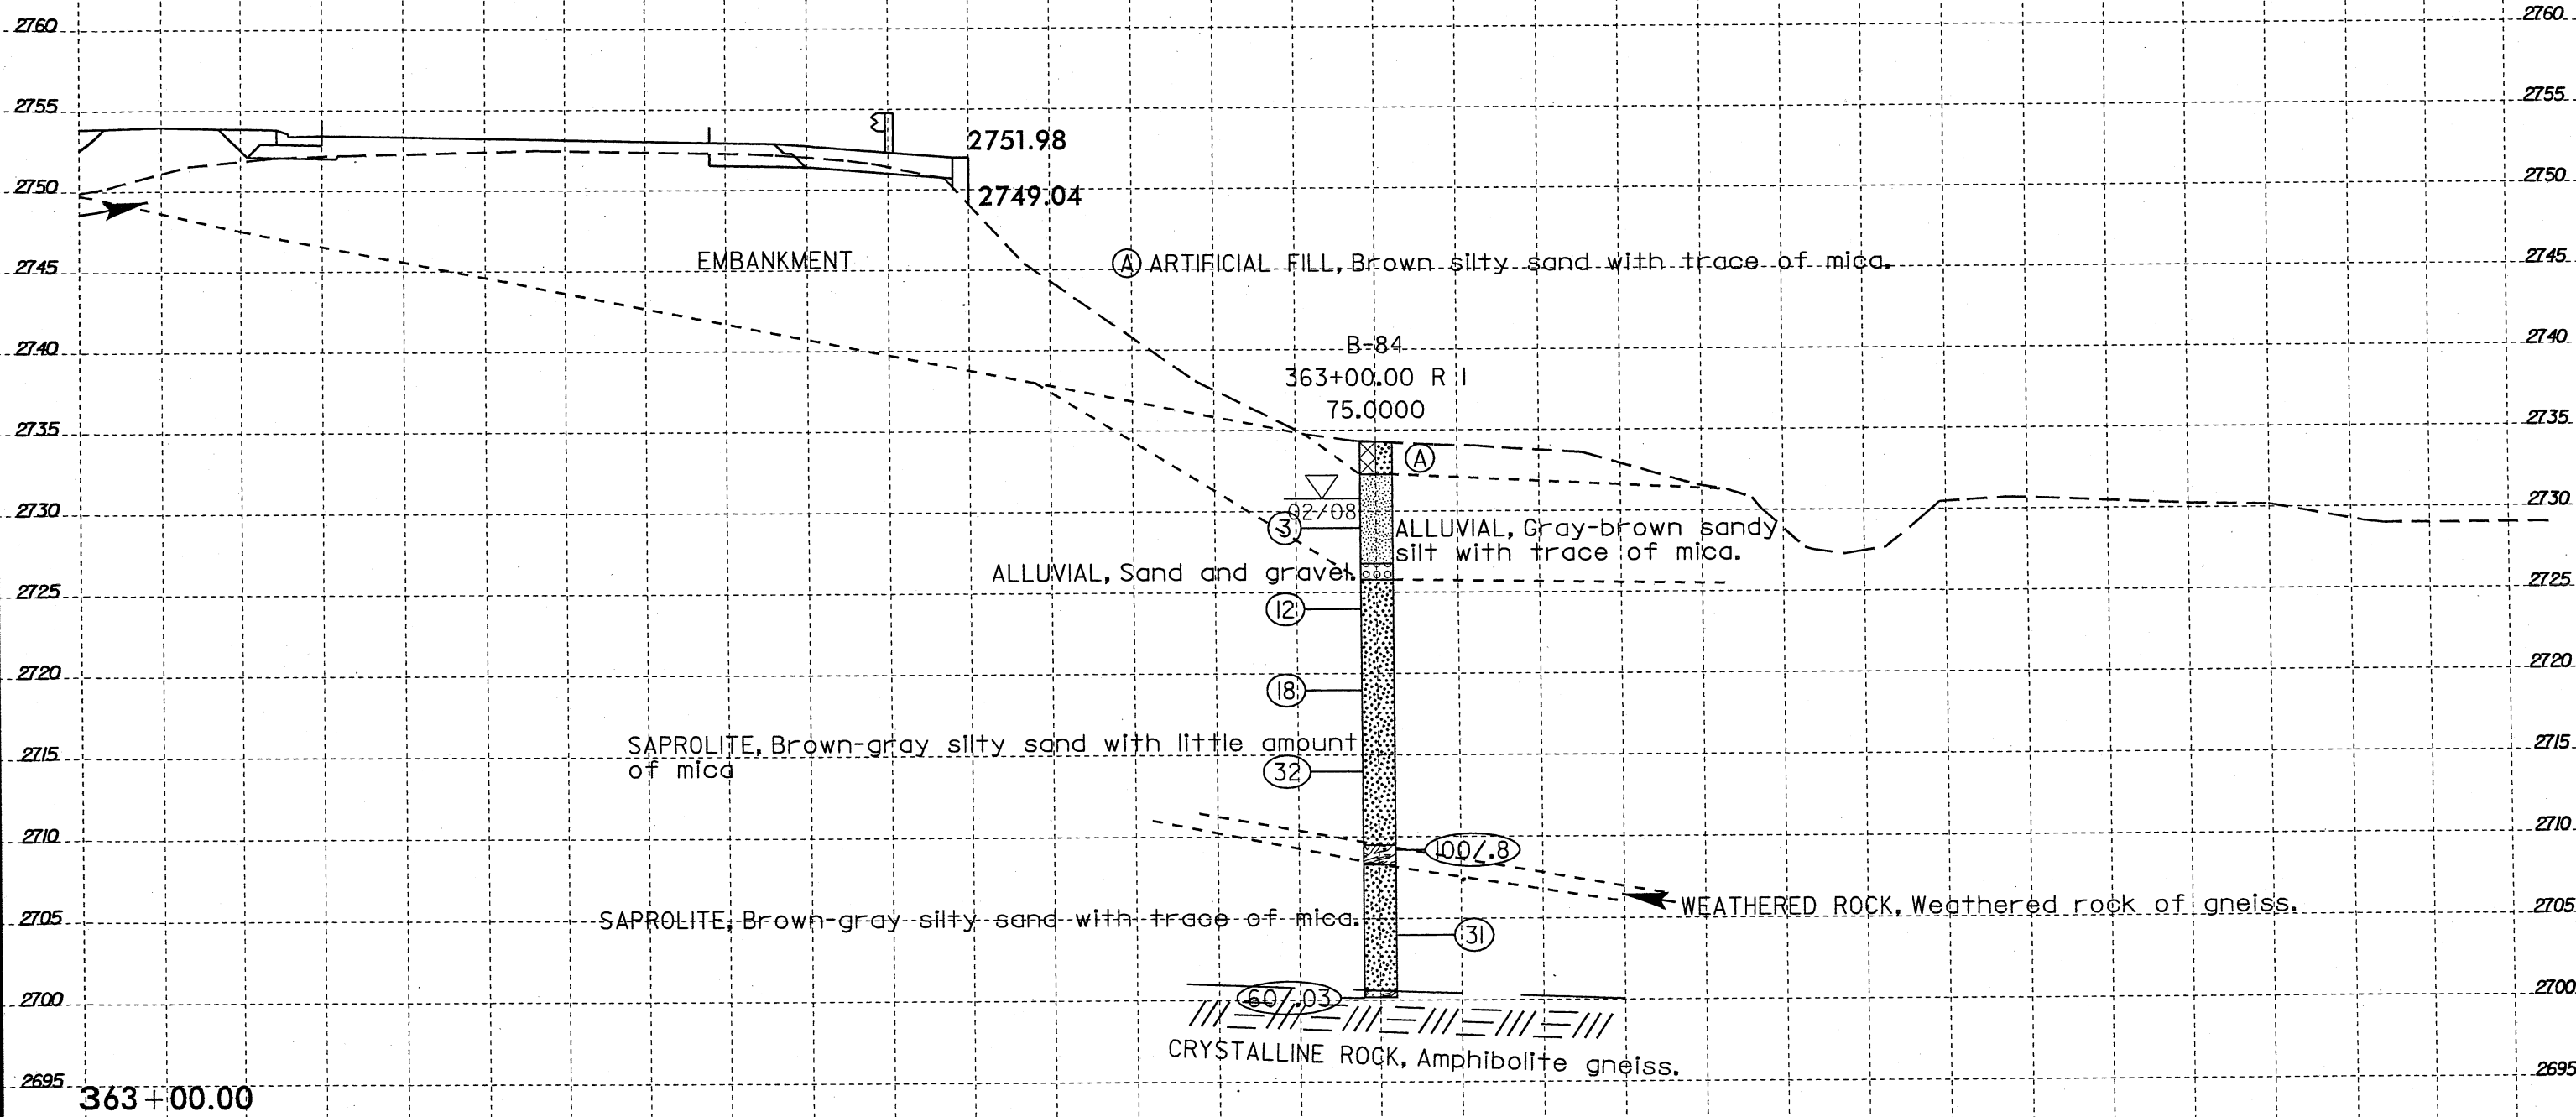 2760 2760
2755 2755
2751.98
2750 2750
2749.04
EMBANKMENT
Ⓐ ARTIFICIAL FILL, Brown silty sand with trace of mica.
2745 2745
2740 2740
B-84
363+00.00 R I
75.0000
2735 2735
A
02/08
2730 2730
3
ALLUVIAL, Gray-brown sandy
silt with trace of mica.
ALLUVIAL, Sand and gravel.
2725 2725
12
2720 2720
18
SAPROLITE, Brown-gray silty sand with little amount
of mica
2715 2715
32
2710 2710
100/.8
WEATHERED ROCK, Weathered rock of gneiss.
2705 2705
SAPROLITE, Brown-gray silty sand with trace of mica.
31
2700 2700
60/.03
CRYSTALLINE ROCK, Amphibolite gneiss.
2695 2695
363+00.00